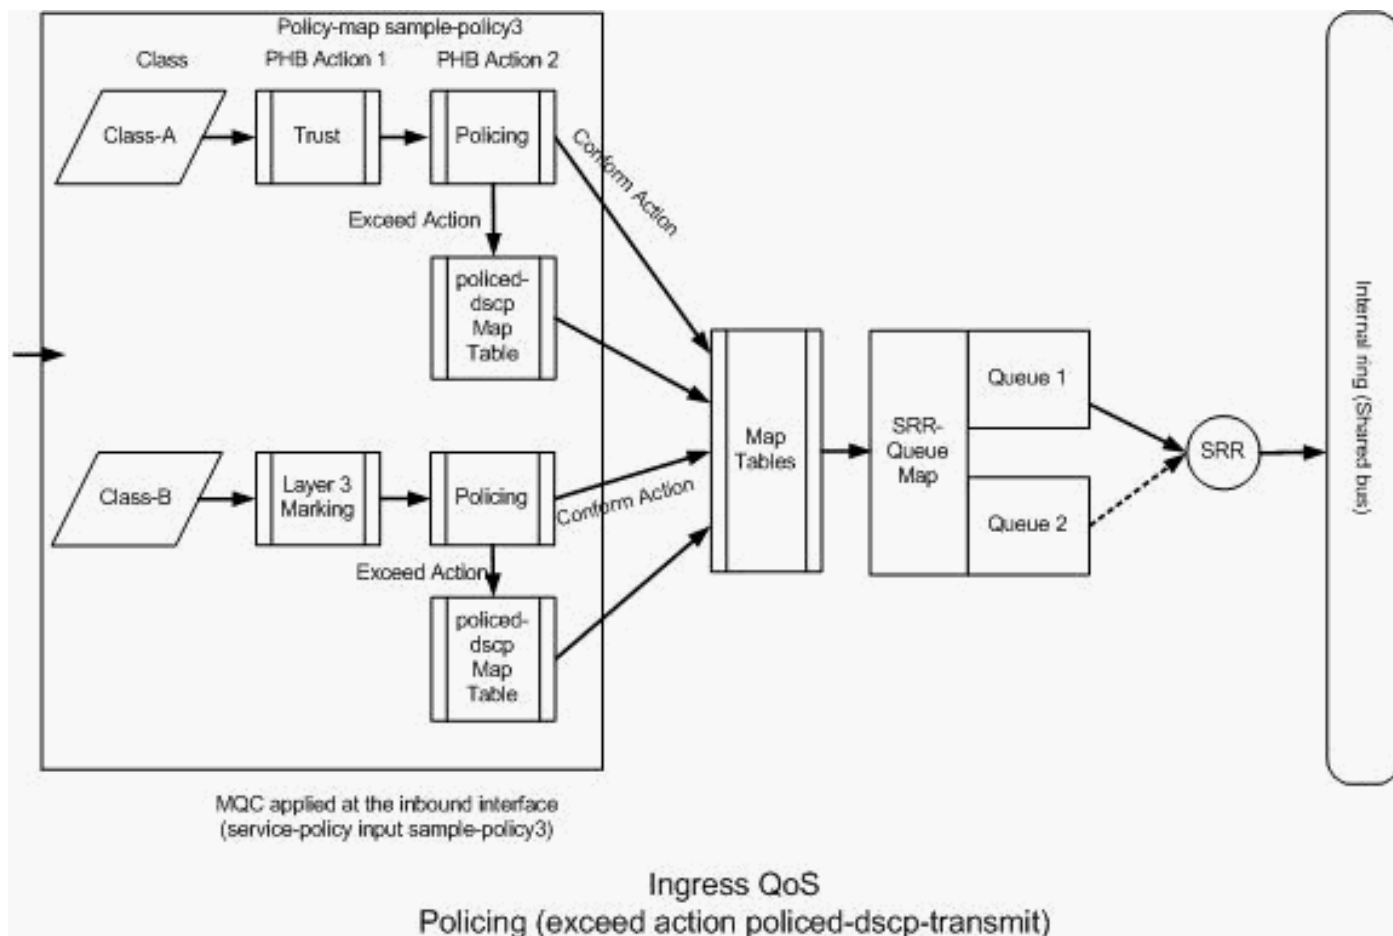 Policy-map sample-policy3
Class
PHB Action 1
PHB Action 2
Class-A
Trust
Policing
Conform Action
Exceed Action
policed-
dscp
Map
Table
Class-B
Layer 3
Marking
Policing
Conform Action
Exceed Action
policed-
dscp
Map
Table
Map
Tables
SRR-
Queue
Map
Queue 1
Queue 2
SRR
Internal ring (Shared bus)
MQC applied at the inbound interface
(service-policy input sample-policy3)
Ingress QoS
Policing (exceed action policed-dscp-transmit)